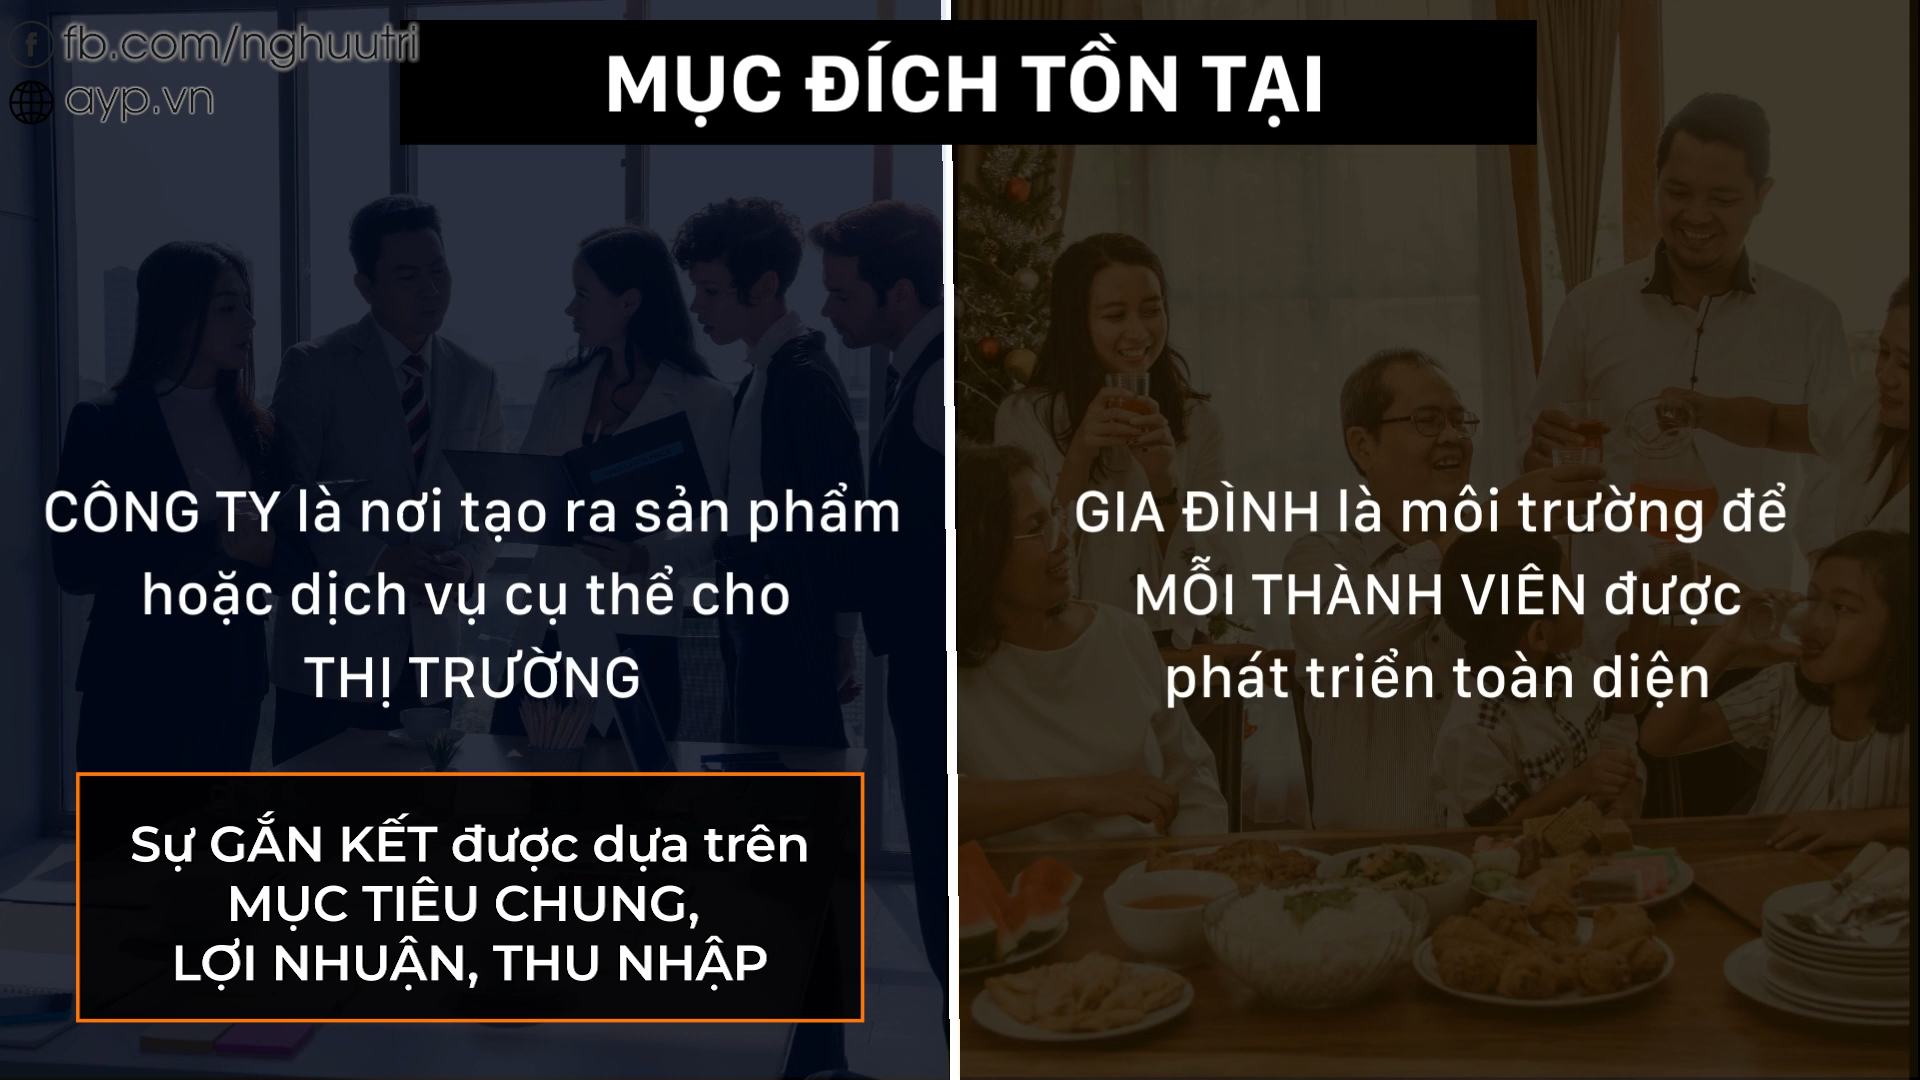 fb.com/nghuutri
ayp.vn
MỤC ĐÍCH TỒN TẠI
CÔNG TY là nơi tạo ra sản phẩm
hoặc dịch vụ cụ thể cho
THỊ TRƯỜNG
Sự GẮN KẾT được dựa trên
MỤC TIÊU CHUNG,
LỢI NHUẬN, THU NHẬP
GIA ĐÌNH là môi trường để
MỖI THÀNH VIÊN được
phát triển toàn diện